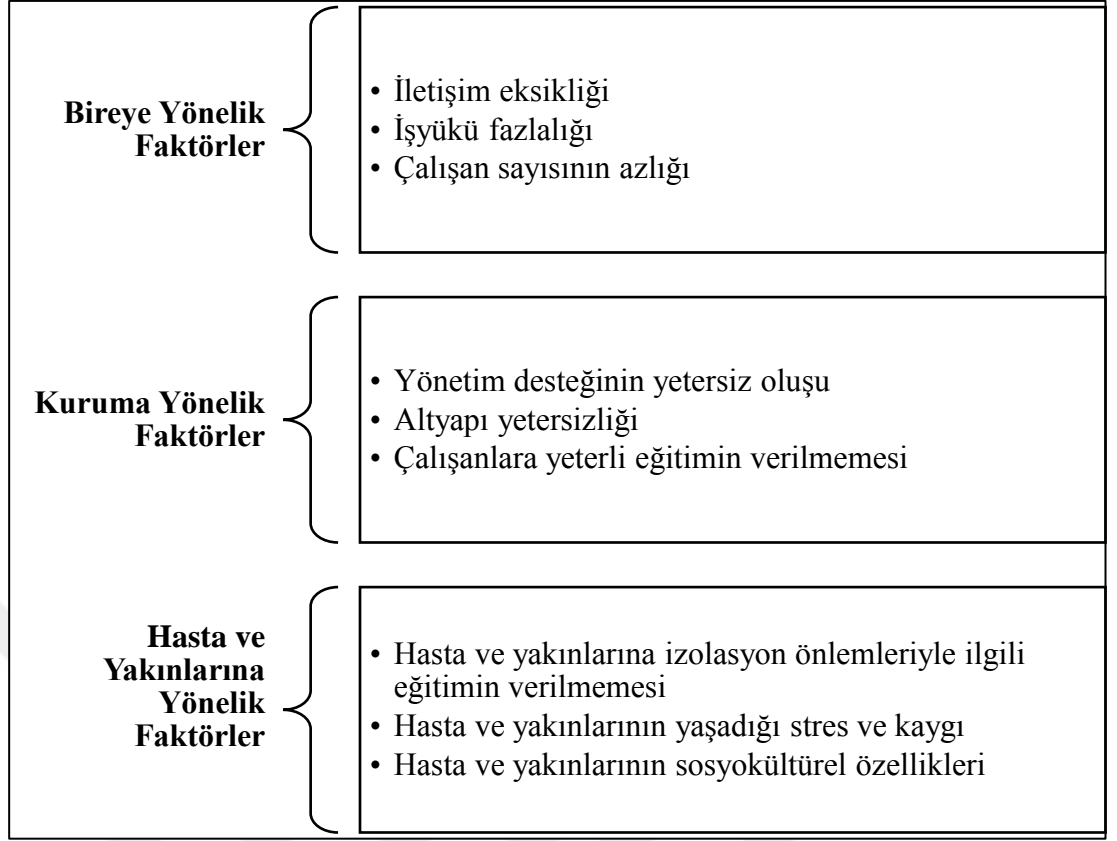 Bireye Yönelik
Faktörler
• İletişim eksikliği
• İşyükü fazlalığı
• Çalışan sayısının azlığı
Kuruma Yönelik
Faktörler
• Yönetim desteğinin yetersiz oluşu
• Altyapı yetersizliği
• Çalışanlara yeterli eğitimin verilmemesi
Hasta ve
Yakınlarına
Yönelik
Faktörler
• Hasta ve yakınlarına izolasyon önlemleriyle ilgili
eğitimin verilmemesi
• Hasta ve yakınlarının yaşadığı stres ve kaygı
• Hasta ve yakınlarının sosyokültürel özellikleri